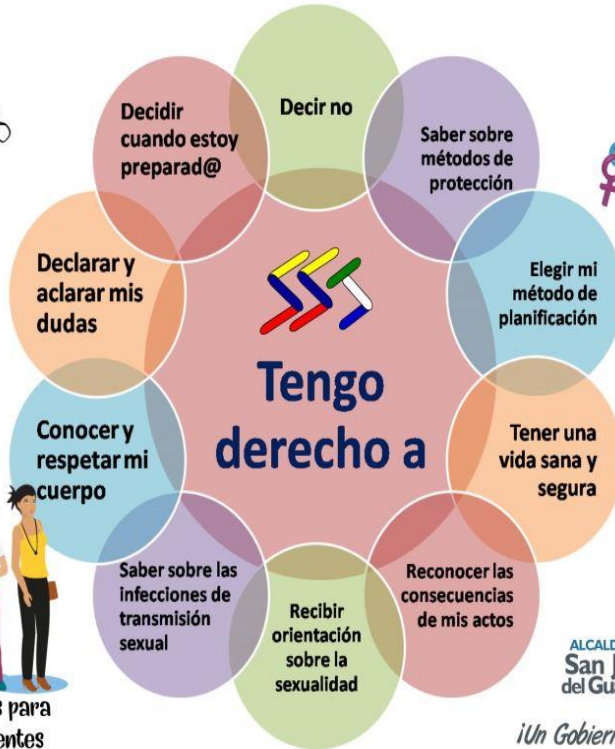 Decir no
Saber sobre
métodos de
protección
Elegir mi
método de
planificación
Tener una
vida sana y
segura
Reconocer las
consecuencias
de mis actos
Recibir
orientación
sobre la
sexualidad
Saber sobre las
infecciones de
transmisión
sexual
Conocer y
respetar mi
cuerpo
Declarar y
aclarar mis
dudas
Decidir
cuando estoy
preparad@
Tengo
derecho a
para
ALCALD
San
del Gu
¡Un Gobiern